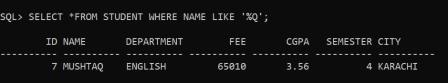 SQL> SELECT *FROM STUDENT WHERE NAME LIKE '%Q';
ID NAME DEPARTMENT FEE CGPA SEMESTER CITY
---------- ---------- ---------- ---------- ---------- ---------- ----------
7 MUSHTAQ ENGLISH 65010 3.56 4 KARACHI